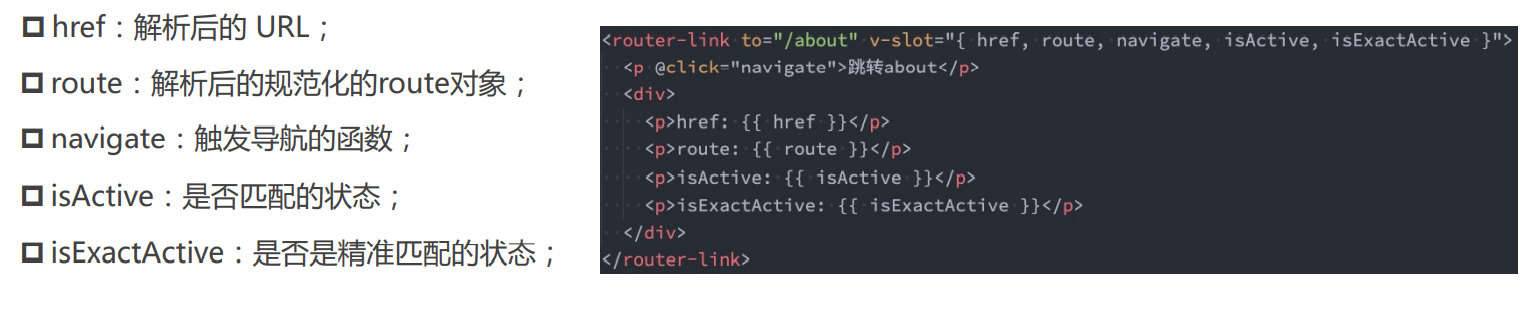 href：解析后的 URL；
route：解析后的规范化的route对象；
navigate：触发导航的函数；
isActive：是否匹配的状态；
isExactActive：是否是精准匹配的状态；
<router-link to="/about" v-slot="{ href, route, navigate, isActive, isExactActive }">
  <p @click="navigate">跳转about</p>
  <div>
    <p>href: {{ href }}</p>
    <p>route: {{ route }}</p>
    <p>isActive: {{ isActive }}</p>
    <p>isExactActive: {{ isExactActive }}</p>
  </div>
</router-link>